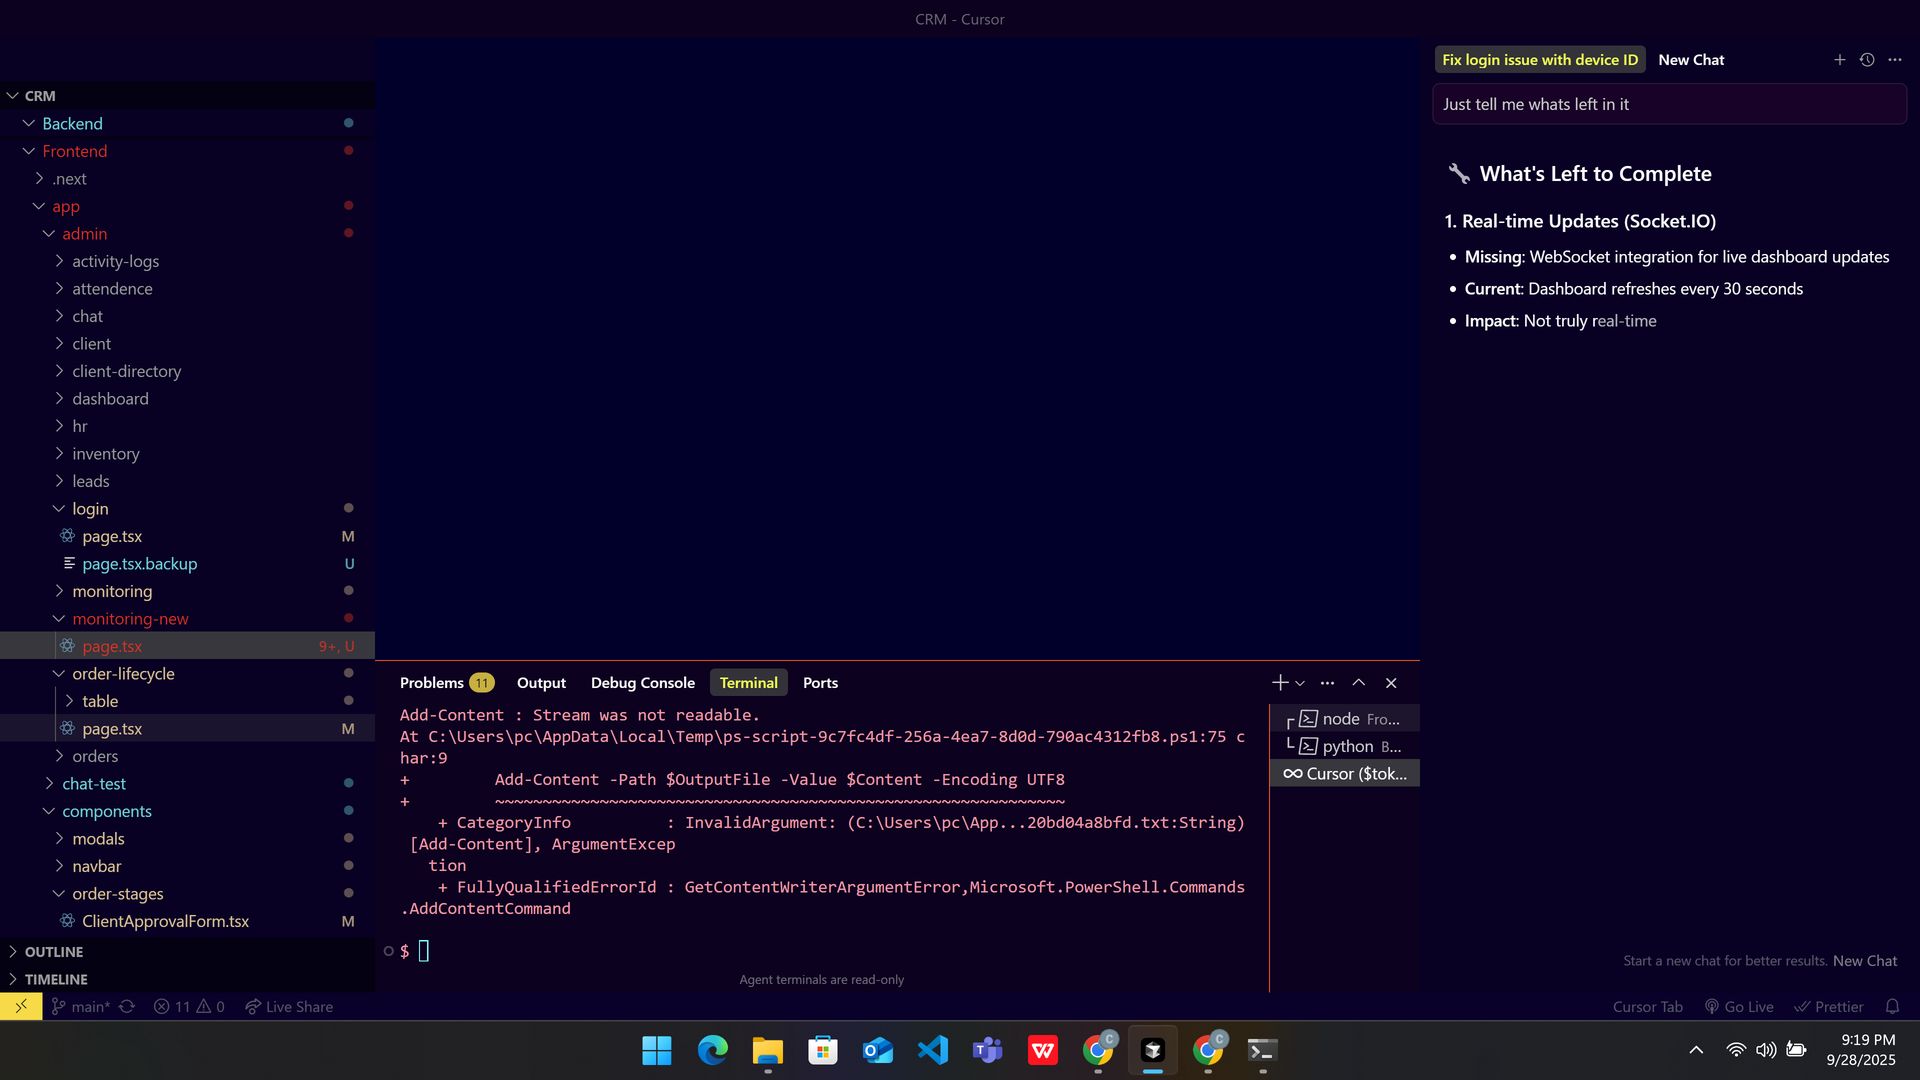 CRM - Cursor
CRM
Backend
Frontend
.next
app
admin
activity-logs
attendence
chat
client
client-directory
dashboard
hr
inventory
leads
login
page.tsx M
page.tsx.backup U
monitoring
monitoring-new
page.tsx 9+, U
order-lifecycle
table
page.tsx M
orders
chat-test
components
modals
navbar
order-stages
ClientApprovalForm.tsx M
OUTLINE
TIMELINE
Problems 11 Output Debug Console Terminal Ports
Add-Content : Stream was not readable.
At C:\Users\pc\AppData\Local\Temp\ps-script-9c7fc4df-256a-4ea7-8d0d-790ac4312fb8.ps1:75 c
har:9
+ Add-Content -Path $OutputFile -Value $Content -Encoding UTF8
+ ~~~~~~~~~~~~~~~~~~~~~~~~~~~~~~~~~~~~~~~~~~~~~~~~~~~~~~~~~~~~
+ CategoryInfo : InvalidArgument: (C:\Users\pc\App...20bd04a8bfd.txt:String)
[Add-Content], ArgumentExcep
tion
+ FullyQualifiedErrorId : GetContentWriterArgumentError,Microsoft.PowerShell.Commands
.AddContentCommand
$
Agent terminals are read-only
node Fro...
python B...
Cursor ($tok...
Fix login issue with device ID New Chat
Just tell me whats left in it
What's Left to Complete
1. Real-time Updates (Socket.IO)
• Missing: WebSocket integration for live dashboard updates
• Current: Dashboard refreshes every 30 seconds
• Impact: Not truly real-time
Start a new chat for better results. New Chat
main* 11 0 Live Share
Cursor Tab Go Live Prettier
9:19 PM
9/28/2025